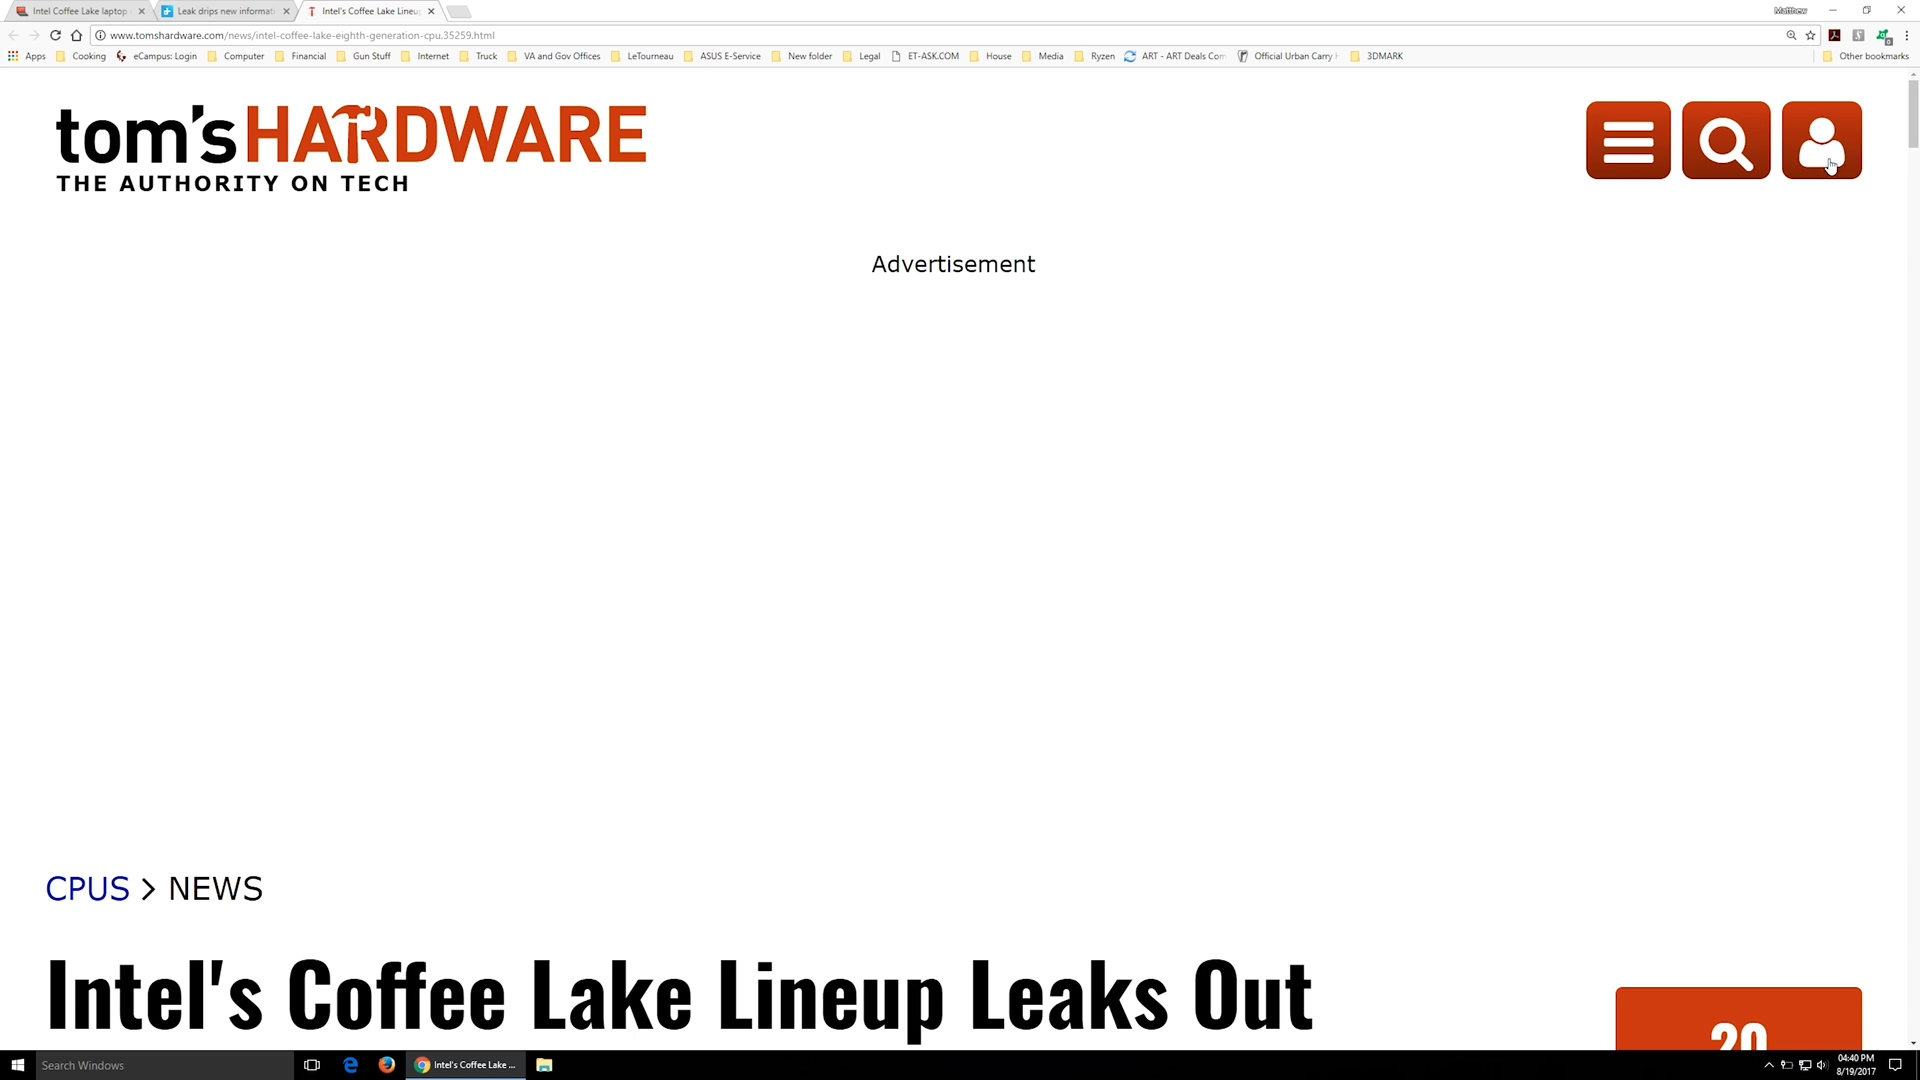 Intel Coffee Lake laptop
Leak drips new informat
Intel's Coffee Lake Lineu
Matthew
www.tomshardware.com/news/intel-coffee-lake-eighth-generation-cpu,35259.html
Apps Cooking eCampus: Login Computer Financial Gun Stuff Internet Truck VA and Gov Offices LeTourneau ASUS E-Service New folder Legal ET-ASK.COM House Media Ryzen ART - ART Deals Com Official Urban Carry 3DMARK Other bookmarks
tom's HARDWARE
THE AUTHORITY ON TECH
Advertisement
CPUS > NEWS
Intel's Coffee Lake Lineup Leaks Out
20
Search Windows
Intel's Coffee Lake ...
04:40 PM
8/19/2017